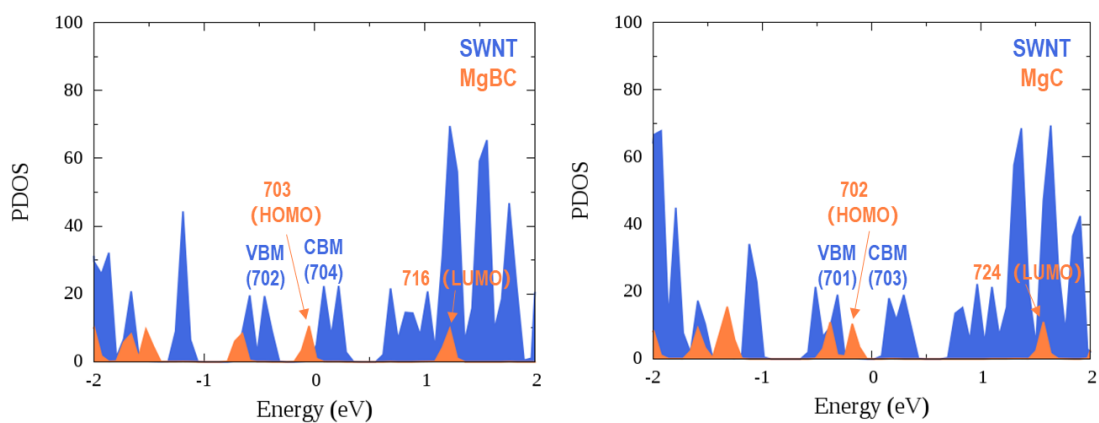 100
80
60
40
20
0
PDOS
SWNT
MgBC
703
(HOMO)
VBM
(702)
CBM
(704)
716 (LUMO)
-2
-1
0
1
2
Energy (eV)
100
80
60
40
20
0
PDOS
SWNT
MgC
702
(HOMO)
VBM
(701)
CBM
(703)
724 (LUMO)
-2
-1
0
1
2
Energy (eV)